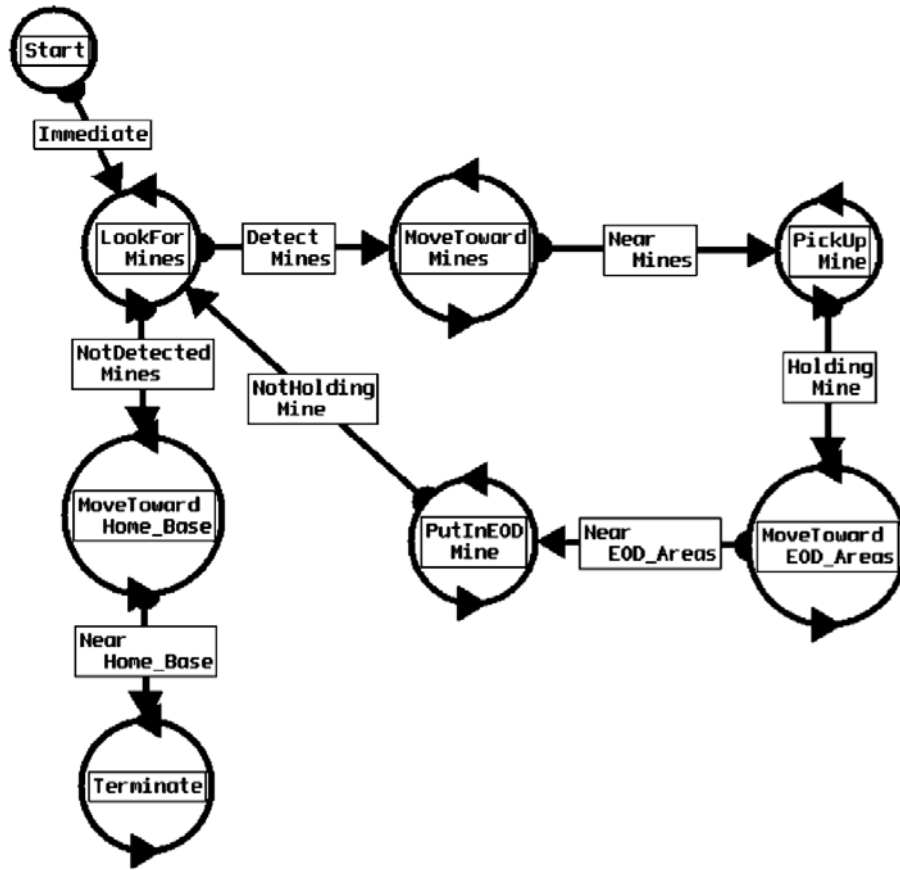 Start
Immediate
LookFor
Mines
Detect
Mines
MoveToward
Mines
Near
Mines
PickUp
Mine
NotDetected
Mines
NotHolding
Mine
Holding
Mine
MoveToward
Home_Base
PutInEOD
Mine
Near
EOD_Areas
MoveToward
EOD_Areas
Near
Home_Base
Terminate